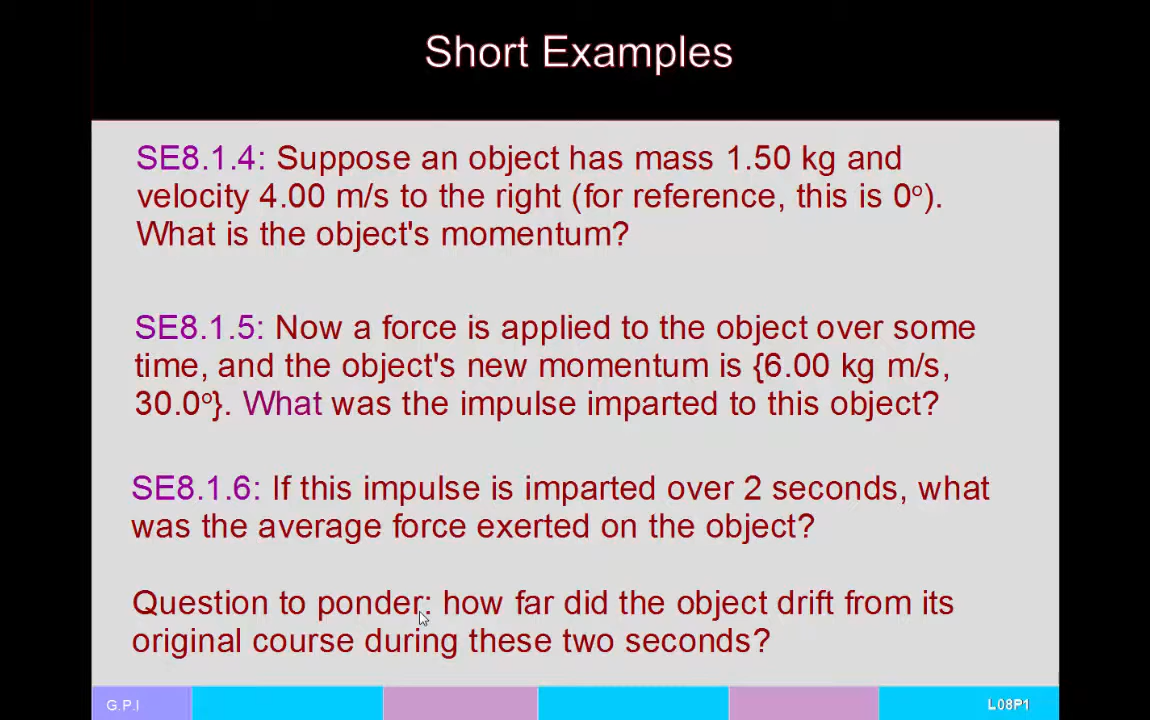 Short Examples
SE8.1.4: Suppose an object has mass 1.50 kg and
velocity 4.00 m/s to the right (for reference, this is 0º).
What is the object's momentum?
SE8.1.5: Now a force is applied to the object over some
time, and the object's new momentum is {6.00 kg m/s,
30.0º}. What was the impulse imparted to this object?
SE8.1.6: If this impulse is imparted over 2 seconds, what
was the average force exerted on the object?
Question to ponder: how far did the object drift from its
original course during these two seconds?
G.P.I
L08P1